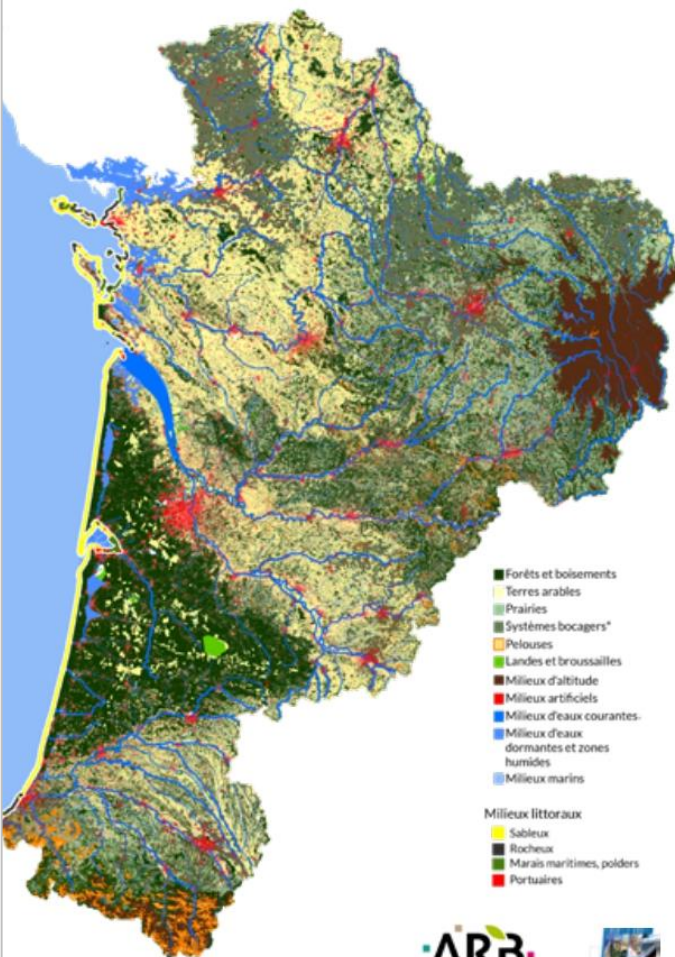 Forêts et boisements
Terres arables
Prairies
Systèmes bocagers*
Pelouses
Landes et broussailles
Milieux d'altitude
Milieux artificiels
Milieux d'eaux courantes
Milieux d'eaux
dormantes et zones
humides
Milieux marins
Milieux littoraux
Sableux
Rocheux
Marais maritimes, polders
Portuaires
ARB